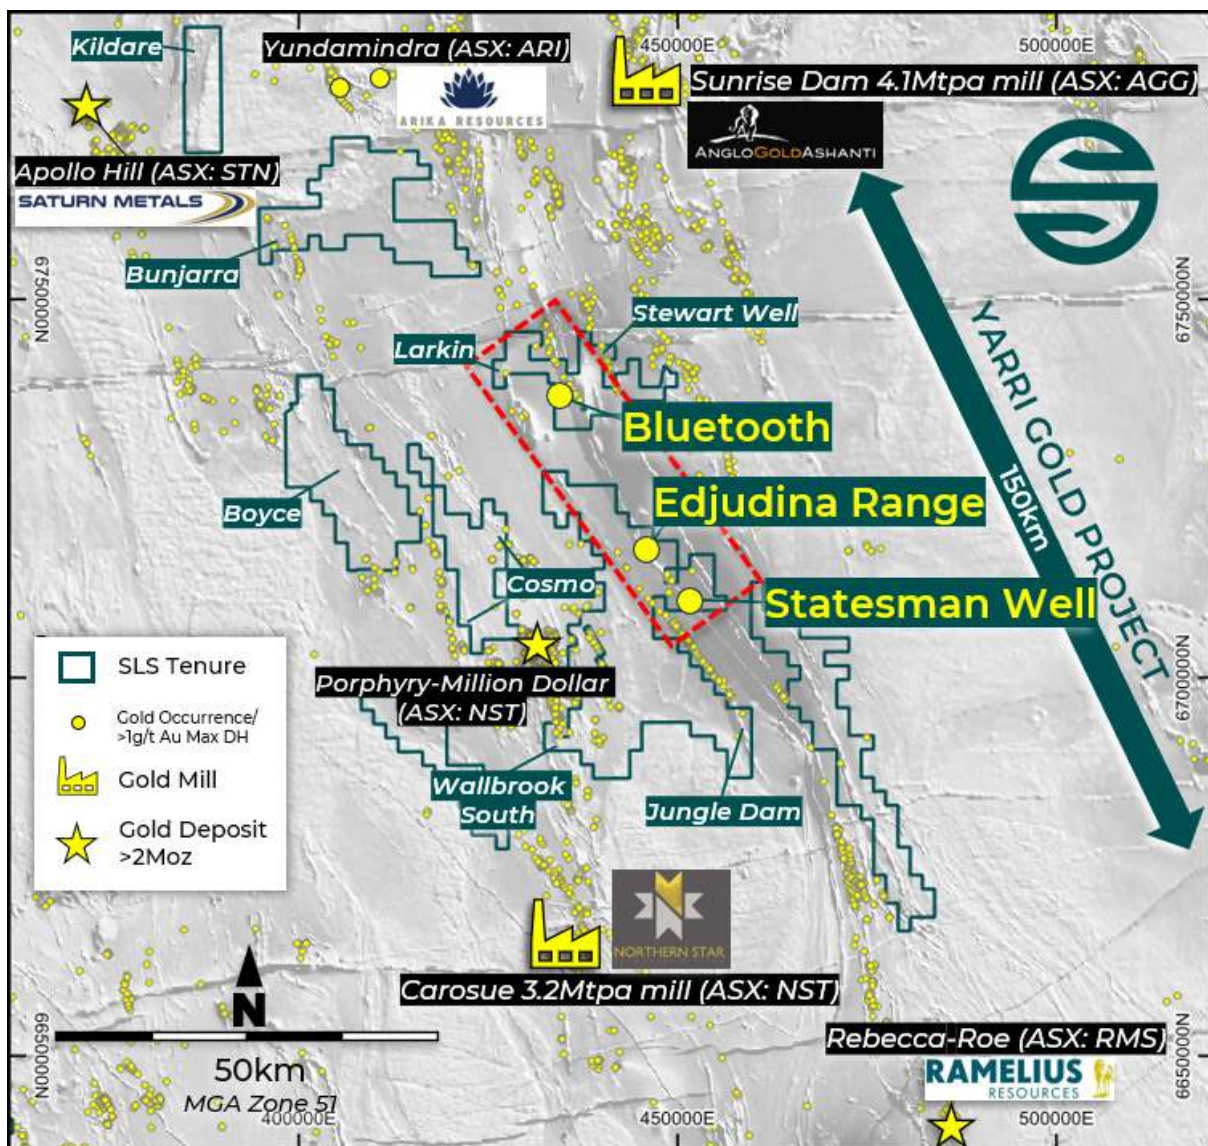 Kildare
Yundamindra (ASX: ARI)
450000E
500000E
ARIKA RESOURCES
Sunrise Dam 4.1Mtpa mill (ASX: AGG)
ANGLOGOLDASHANTI
Apollo Hill (ASX: STN)
SATURN METALS
Bunjarra
6750000N
6750000N
Stewart Well
Larkin
Bluetooth
YARRI GOLD PROJECT
150km
Boyce
Edjudina Range
Cosmo
Statesman Well
SLS Tenure
Gold Occurrence/
>1g/t Au Max DH
Gold Mill
Gold Deposit
>2Moz
Porphyry-Million Dollar
(ASX: NST)
6700000N
Wallbrook
South
Jungle Dam
NORTHERN STAR
Carosue 3.2Mtpa mill (ASX: NST)
N
50km
MGA Zone 51
6650000N
6650000N
Rebecca-Roe (ASX: RMS)
RAMELIUS
RESOURCES
400000E
450000E
500000E